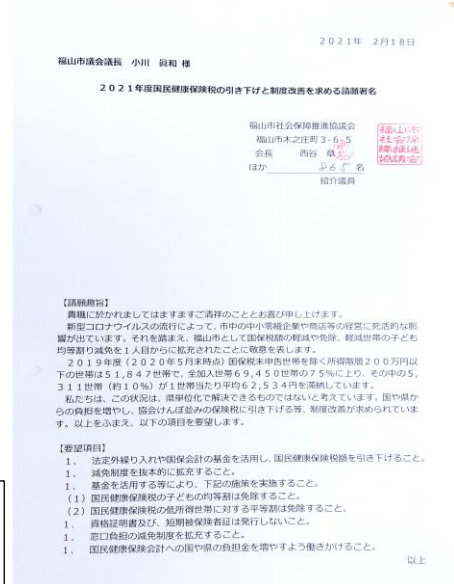 2021年 2月18日
福山市議会議長 小川 眞和 様
2021年度国民健康保険税の引き下げと制度改善を求める請願署名
福山市社会保障推進協議会
福山市木之庄町3-6-5
会長 西谷 章
ほか 865 名
紹介議員
福山市
社会保
障推進
協議会
【請願趣旨】
貴職に於かれましてはますますご清祥のこととお喜び申し上げます。
新型コロナウイルスの流行によって、市中の中小零細企業や商店等の経営に死活的な影
響が出ています。それを踏まえ、福山市として国保税額の軽減や免除、軽減世帯の子ども
均等割り減免を1人目からに拡充されたことに敬意を表します。
2019年度(2020年5月末時点)国保税未申告世帯を除く所得階層200万円以
下の世帯は51,847世帯で、全加入世帯69,450世帯の75%に上り、その中の5,
311世帯(約10%)が1世帯当たり平均62,534円を滞納しています。
私たちは、この状況は、県単位化で解決できるものではないと考えています。国や県か
らの負担を増やし、協会けんぽ並みの保険税に引き下げる等、制度改善が求められていま
す。以上をふまえ、以下の項目を要望します。
【要望項目】
1、 法定外繰り入れや国保会計の基金を活用し、国民健康保険税額を引き下げること。
1、 減免制度を抜本的に拡充すること。
1、 基金を活用する等により、下記の施策を実施すること。
(1)国民健康保険税の子どもの均等割は免除すること。
(2)国民健康保険税の低所得世帯に対する平等割は免除すること。
1、 資格証明書及び、短期被保険者証は発行しないこと。
1、 窓口負担の減免制度を拡充すること。
1、 国民健康保険会計への国や県の負担金を増やすよう働きかけること。
以上